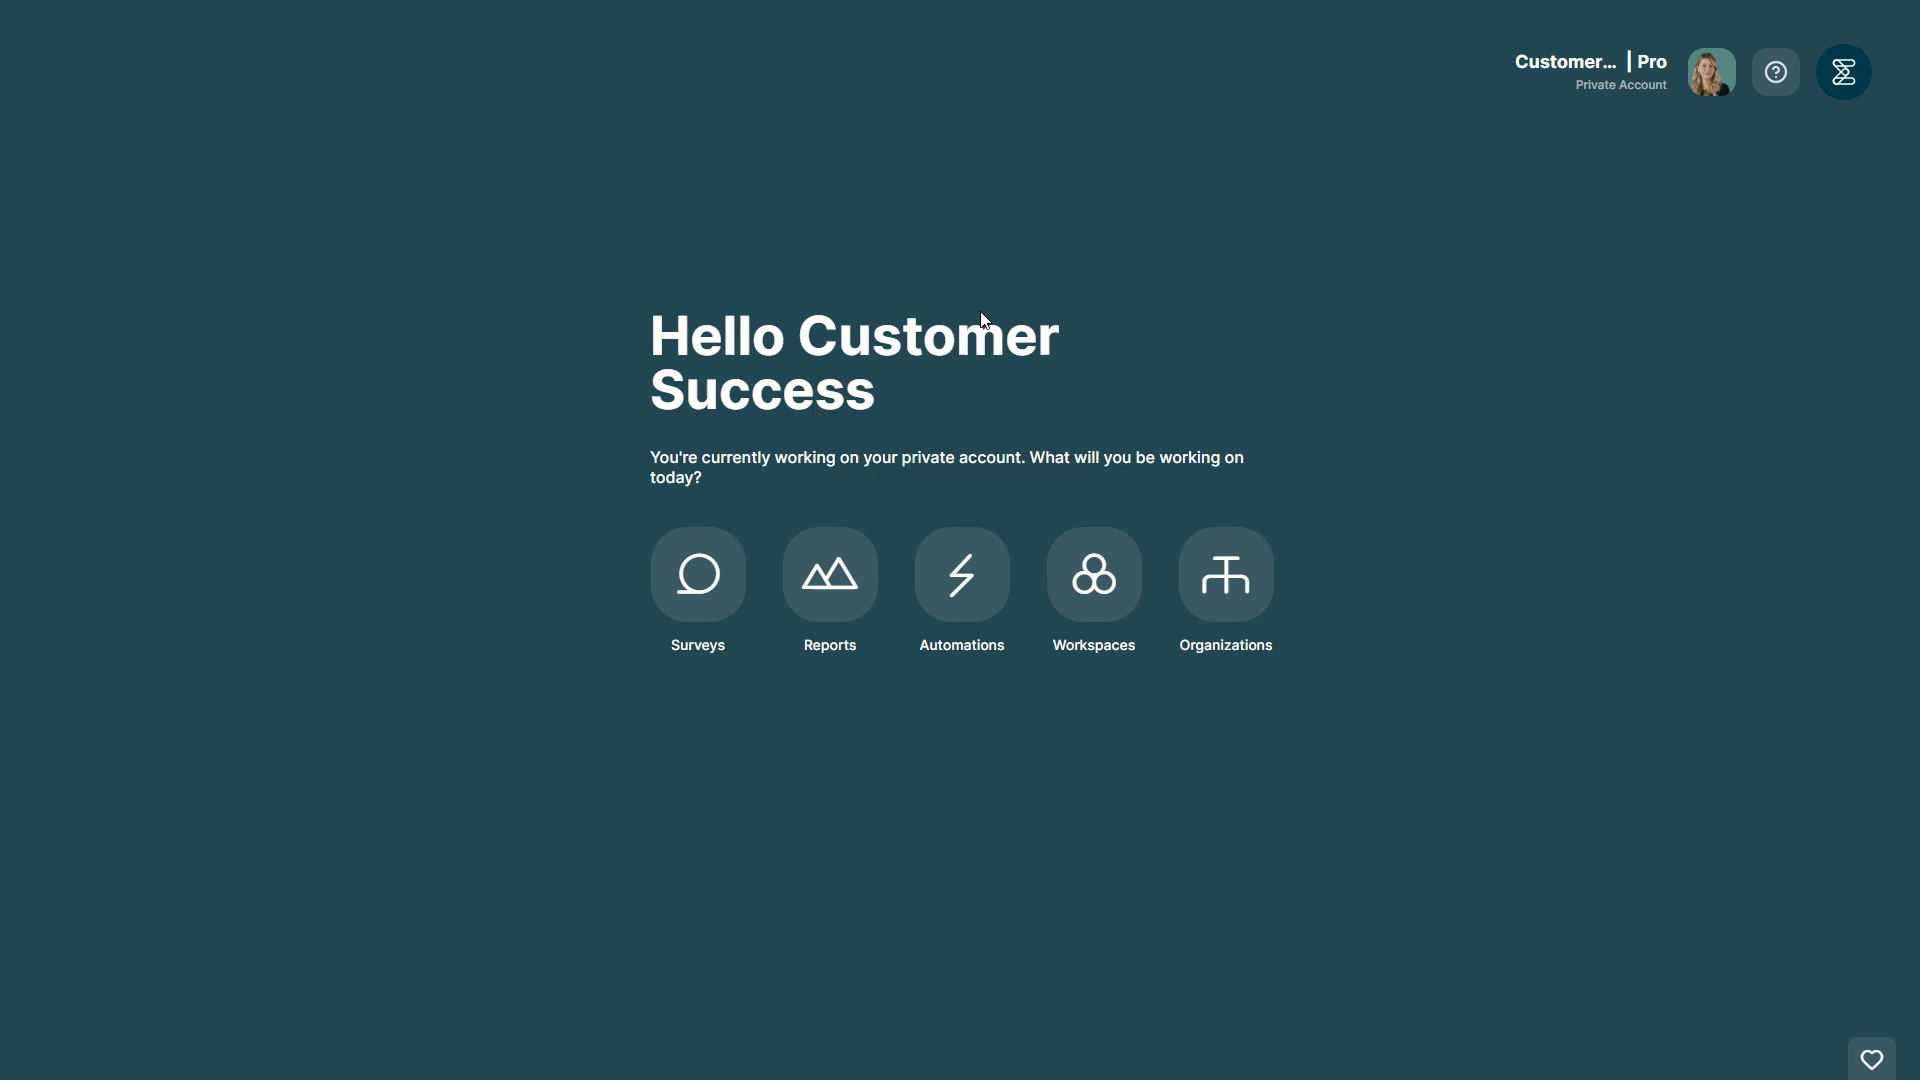 Customer... | Pro
Private Account
Hello Customer
Success
You're currently working on your private account. What will you be working on
today?
Surveys
Reports
Automations
Workspaces
Organizations